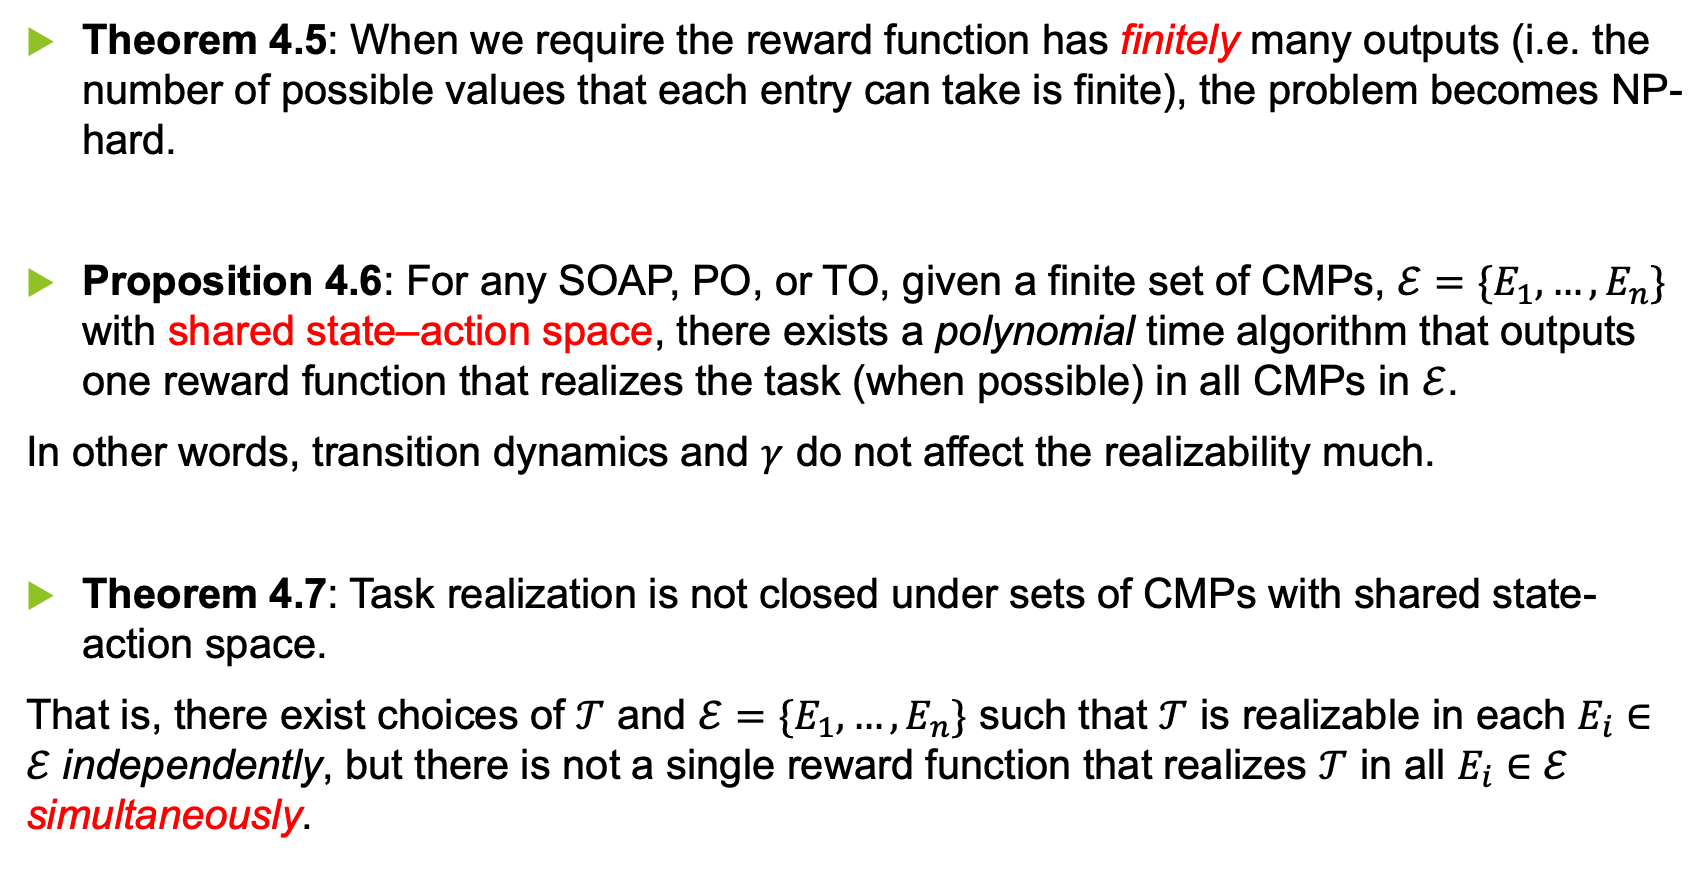 Theorem 4.5: When we require the reward function has finitely many outputs (i.e. the
number of possible values that each entry can take is finite), the problem becomes NP-
hard.
Proposition 4.6: For any SOAP, PO, or TO, given a finite set of CMPs, ℰ = {E₁, … , Eₙ}
with shared state–action space, there exists a polynomial time algorithm that outputs
one reward function that realizes the task (when possible) in all CMPs in ℰ.
In other words, transition dynamics and γ do not affect the realizability much.
Theorem 4.7: Task realization is not closed under sets of CMPs with shared state-
action space.
That is, there exist choices of 𝒯 and ℰ = {E₁, … , Eₙ} such that 𝒯 is realizable in each Eᵢ ∈
ℰ independently, but there is not a single reward function that realizes 𝒯 in all Eᵢ ∈ ℰ
simultaneously.